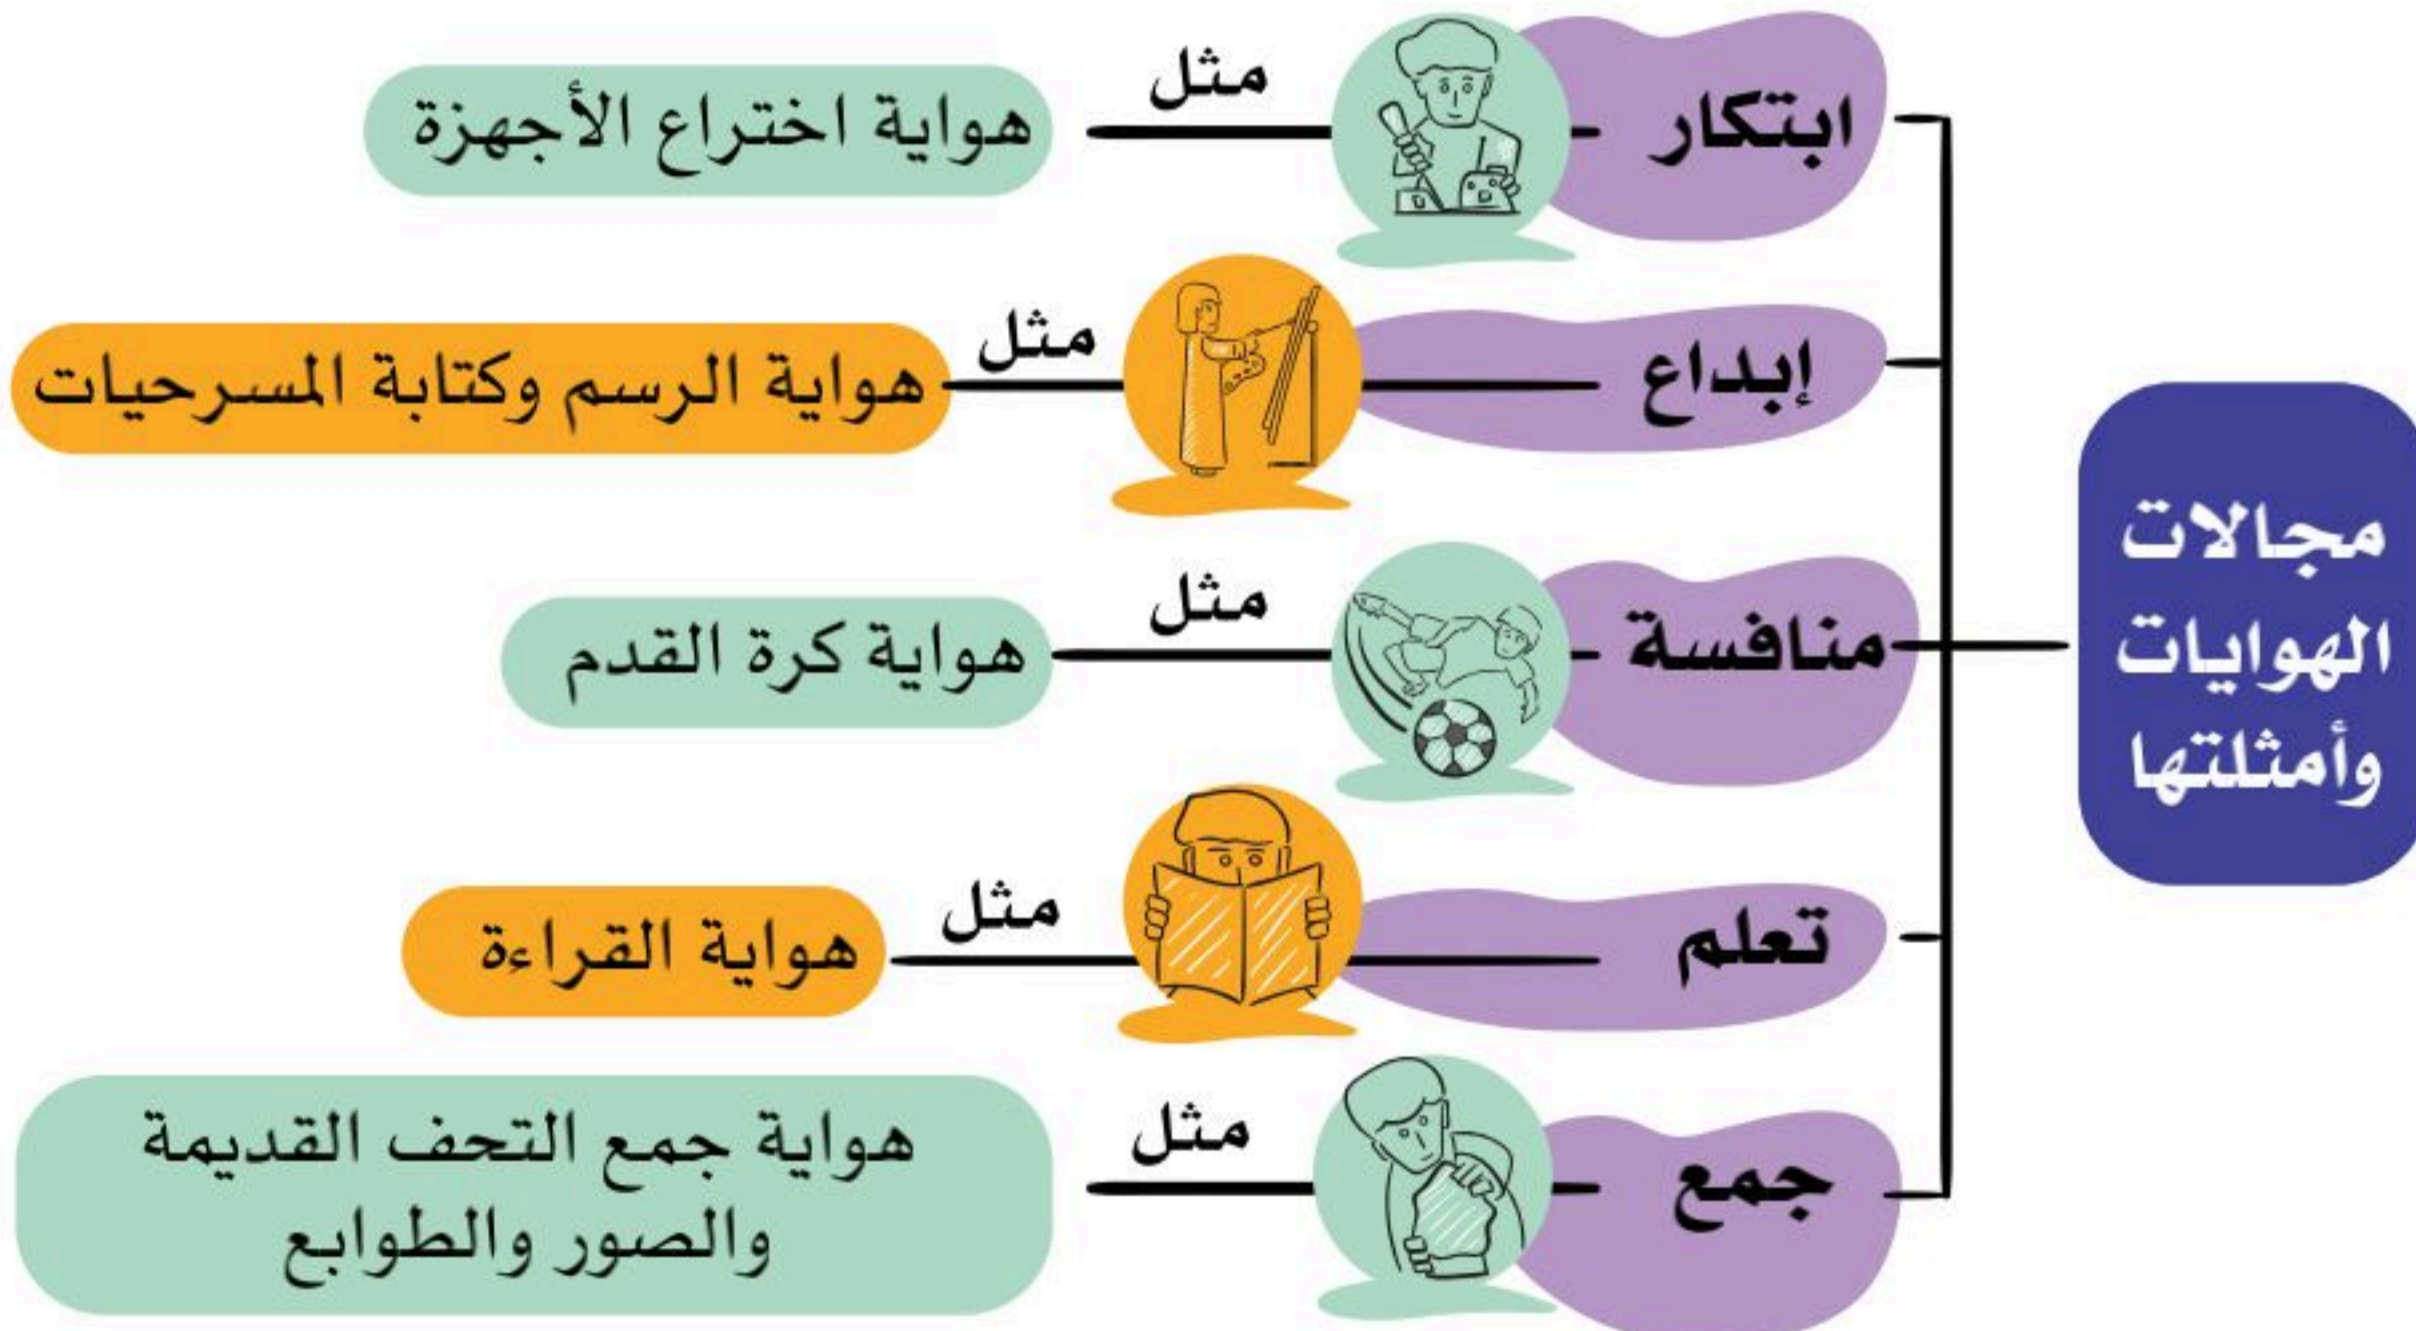 مجالات
الهوايات
وأمثلتها
ابتكار
مثل
هواية اختراع الأجهزة
إبداع
مثل
هواية الرسم وكتابة المسرحيات
منافسة
مثل
هواية كرة القدم
تعلم
مثل
هواية القراءة
جمع
مثل
هواية جمع التحف القديمة
والصور والطوابع